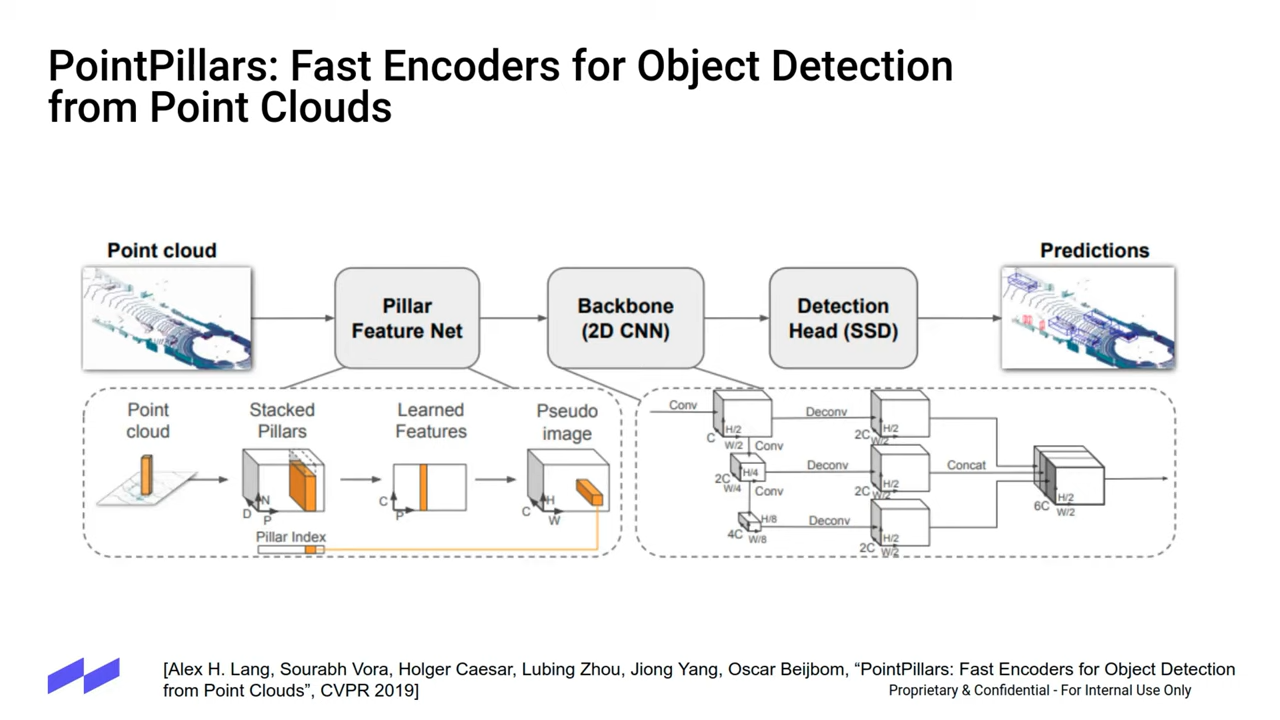 PointPillars: Fast Encoders for Object Detection
from Point Clouds
Point cloud
Predictions
Pillar
Feature Net
Backbone
(2D CNN)
Detection
Head (SSD)
Point
cloud
Stacked
Pillars
Learned
Features
Pseudo
image
N
D
P
Pillar Index
C
P
H
C
W
Conv
C
H/2
W/2
Conv
2C
H/4
W/4
Conv
4C
H/8
W/8
Deconv
2C
H/2
W/2
Deconv
2C
H/2
W/2
Deconv
2C
H/2
W/2
Concat
6C
H/2
W/2
[Alex H. Lang, Sourabh Vora, Holger Caesar, Lubing Zhou, Jiong Yang, Oscar Beijbom, “PointPillars: Fast Encoders for Object Detection
from Point Clouds”, CVPR 2019]
Proprietary & Confidential - For Internal Use Only